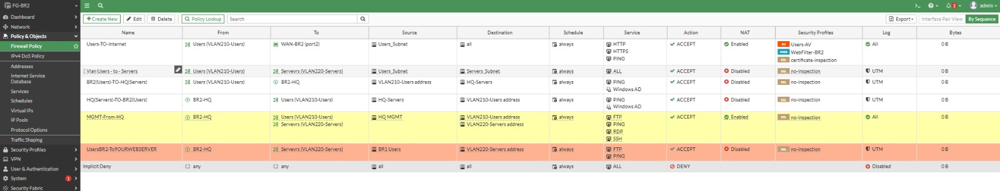 FG-BR2
>_
2
admin
Dashboard
Network
Policy & Objects
Firewall Policy
IPv4 DoS Policy
Addresses
Internet Service
Database
Services
Schedules
Virtual IPs
IP Pools
Protocol Options
Traffic Shaping
Security Profiles
VPN
User & Authentication
System 1
Security Fabric
+ Create New Edit Delete Policy Lookup Search Export Interface Pair View By Sequence
Name From To Source Destination Schedule Service Action NAT Security Profiles Log Bytes
Users-TO-Internet Users (VLAN210-Users) WAN-BR2 (port2) Users_Subnet all always HTTP ACCEPT Enabled AV Users-AV All 0 B
HTTPS WEB WebFilter-BR2
PING SSL certificate-inspection
Vlan Users - to - Servers Users (VLAN210-Users) Servevrs (VLAN220-Servers) Users_Subnet Servers_Subnet always ALL ACCEPT Disabled SSL no-inspection UTM 0 B
BR2(Users)-TO-HQ(Servers) Users (VLAN210-Users) BR2-HQ VLAN210-Users address HQ-Servers always PING ACCEPT Disabled SSL no-inspection UTM 0 B
Windows AD
HQ(Servers)-TO-BR2(Users) BR2-HQ Users (VLAN210-Users) HQ-Servers VLAN210-Users address always PING ACCEPT Disabled SSL no-inspection UTM 0 B
Windows AD
MGMT-From-HQ BR2-HQ Users (VLAN210-Users) HQ MGMT VLAN210-Users address always FTP ACCEPT Enabled SSL no-inspection All 0 B
Servevrs (VLAN220-Servers) VLAN220-Servers address PING
RDP
SSH
UsersBR2-To9OURWEBSERVER BR2-HQ Servevrs (VLAN220-Servers) BR1 Users VLAN220-Servers address always FTP ACCEPT Disabled SSL no-inspection UTM 0 B
PING
Implicit Deny any any all all always ALL DENY Disabled 0 B